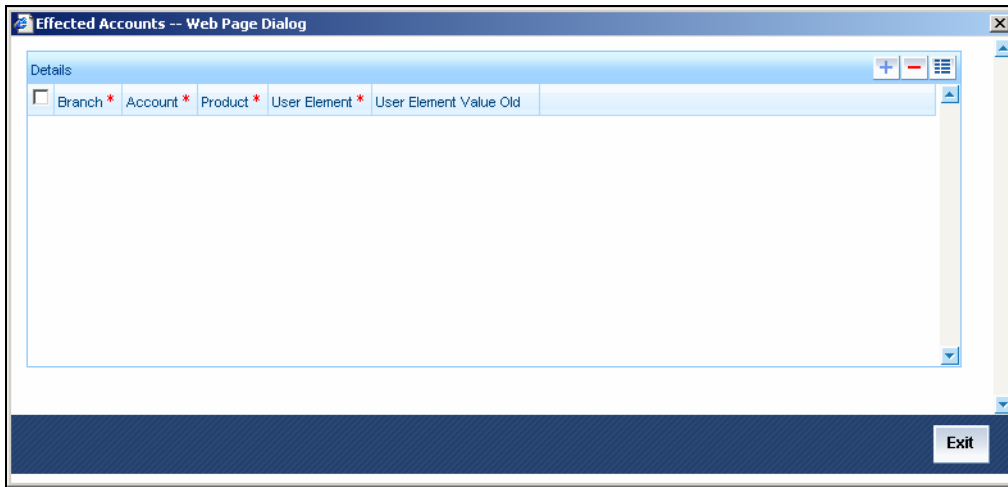 Effected Accounts -- Web Page Dialog
Details
Branch * Account * Product * User Element * User Element Value Old
Exit